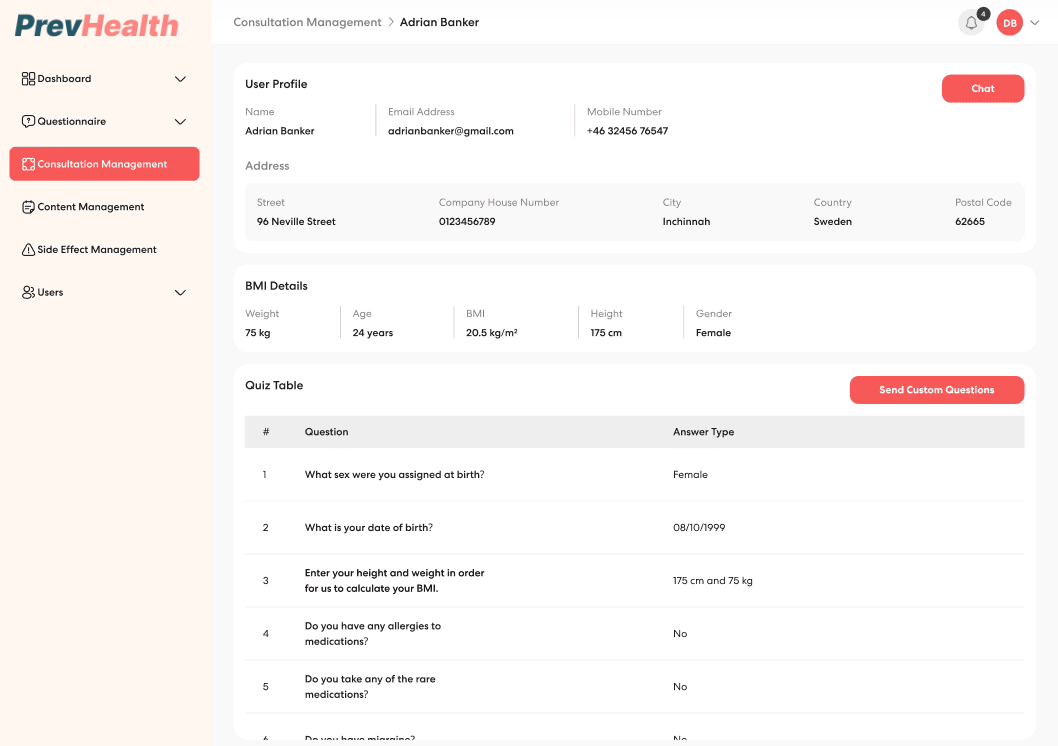 PrevHealth
Consultation Management > Adrian Banker
4
DB
Dashboard
Questionnaire
Consultation Management
Content Management
Side Effect Management
Users
User Profile
Chat
Name Email Address Mobile Number
Adrian Banker adrianbanker@gmail.com +46 32456 76547
Address
Street Company House Number City Country Postal Code
96 Neville Street 0123456789 Inchinnah Sweden 62665
BMI Details
Weight Age BMI Height Gender
75 kg 24 years 20.5 kg/m² 175 cm Female
Quiz Table
Send Custom Questions
# Question Answer Type
1 What sex were you assigned at birth? Female
2 What is your date of birth? 08/10/1999
3 Enter your height and weight in order
for us to calculate your BMI. 175 cm and 75 kg
4 Do you have any allergies to
medications? No
5 Do you take any of the rare
medications? No
6 Do you have migraine? No